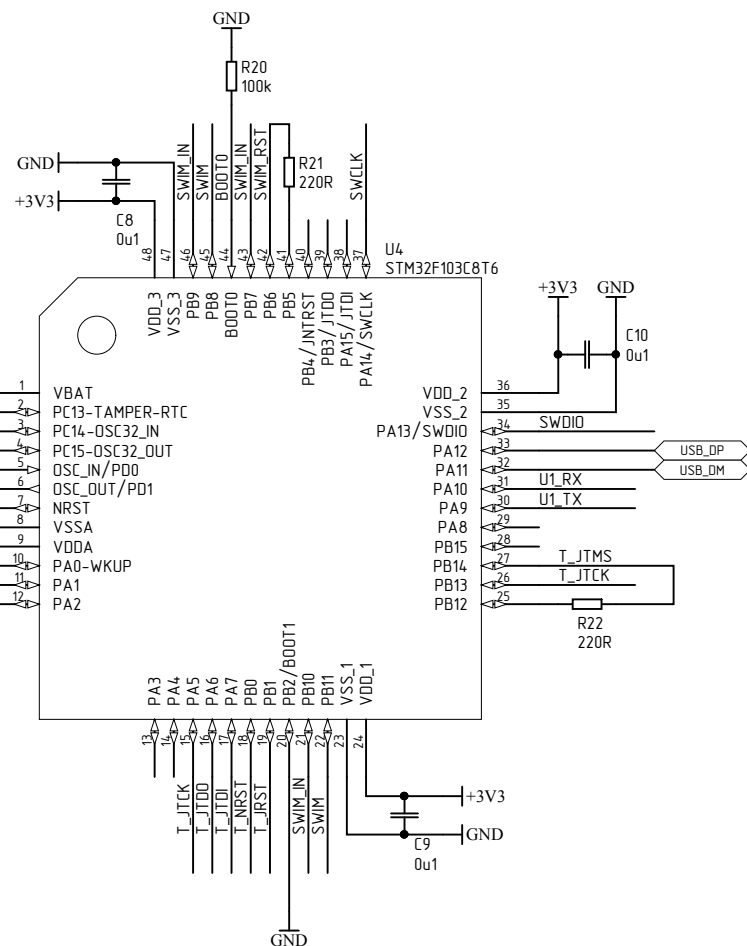 GND
R20
100k
SWIM_IN
SWIM
BOOT0
SWIM_IN
SWIM_RST
R21
220R
SWCLK
GND
+3V3
C8
0u1
48
47
46
45
44
43
42
41
40
39
38
37
U4
STM32F103C8T6
VDD_3
VSS_3
PB9
PB8
BOOT0
PB7
PB6
PB5
PB4/JNTRST
PB3/JTDO
PA15/JTDI
PA14/SWCLK
+3V3
GND
C10
0u1
1 VBAT
2 PC13-TAMPER-RTC
3 PC14-OSC32_IN
4 PC15-OSC32_OUT
5 OSC_IN/PD0
6 OSC_OUT/PD1
7 NRST
8 VSSA
9 VDDA
10 PA0-WKUP
11 PA1
12 PA2
VDD_2 36
VSS_2 35
PA13/SWDIO 34 SWDIO
PA12 33 USB_DP
PA11 32 USB_DM
PA10 31 U1_RX
PA9 30 U1_TX
PA8 29
PB15 28
PB14 27 T_JTMS
PB13 26 T_JTCK
PB12 25
R22
220R
PA3
PA4
PA5
PA6
PA7
PB0
PB1
PB2/BOOT1
PB10
PB11
VSS_1
VDD_1
13
14
15
16
17
18
19
20
21
22
23
24
T_JTCK
T_JTDO
T_JTDI
T_NRST
T_JRST
SWIM_IN
SWIM
+3V3
GND
C9
0u1
GND